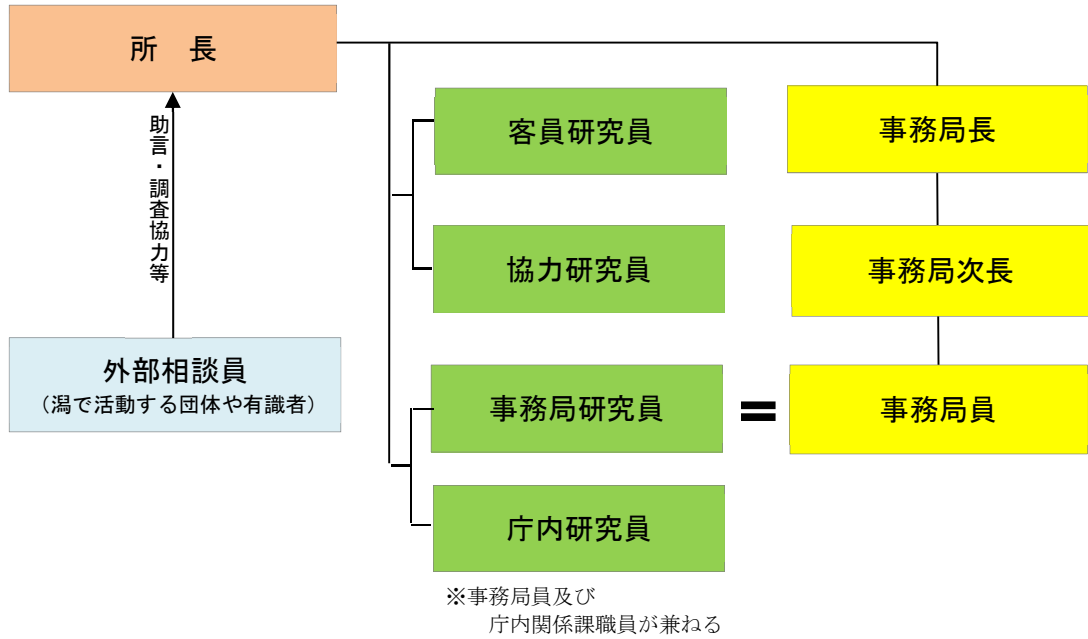 所　長
助言・調査協力等
外部相談員
（潟で活動する団体や有識者）
客員研究員
協力研究員
事務局研究員
庁内研究員
※事務局員及び
庁内関係課職員が兼ねる
＝
事務局長
事務局次長
事務局員